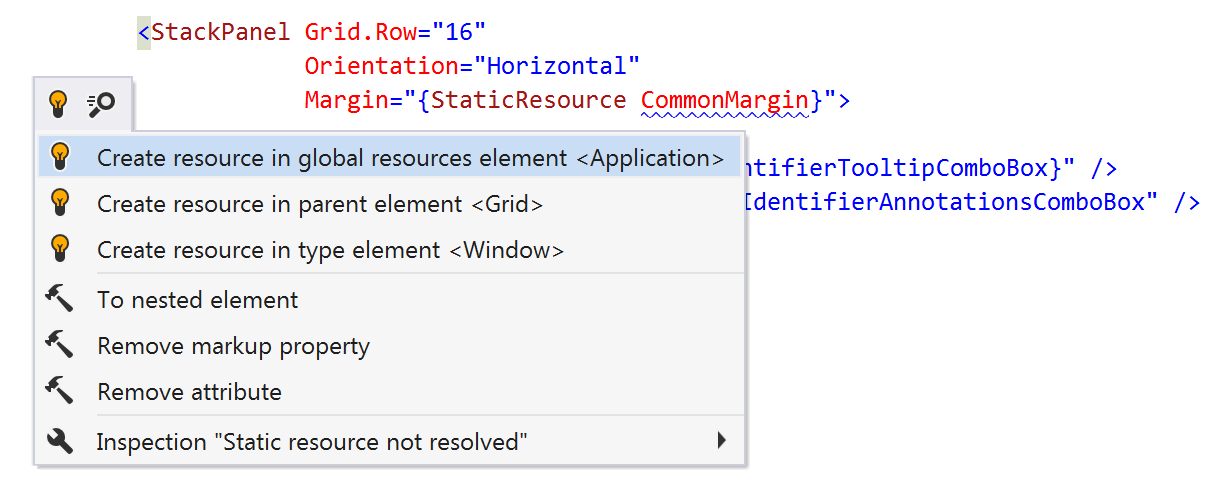 <StackPanel Grid.Row="16"
Orientation="Horizontal"
Margin="{StaticResource CommonMargin}">
Create resource in global resources element <Application>
ntifierTooltipComboBox}" />
Create resource in parent element <Grid>
IdentifierAnnotationsComboBox" />
Create resource in type element <Window>
To nested element
Remove markup property
Remove attribute
Inspection "Static resource not resolved"